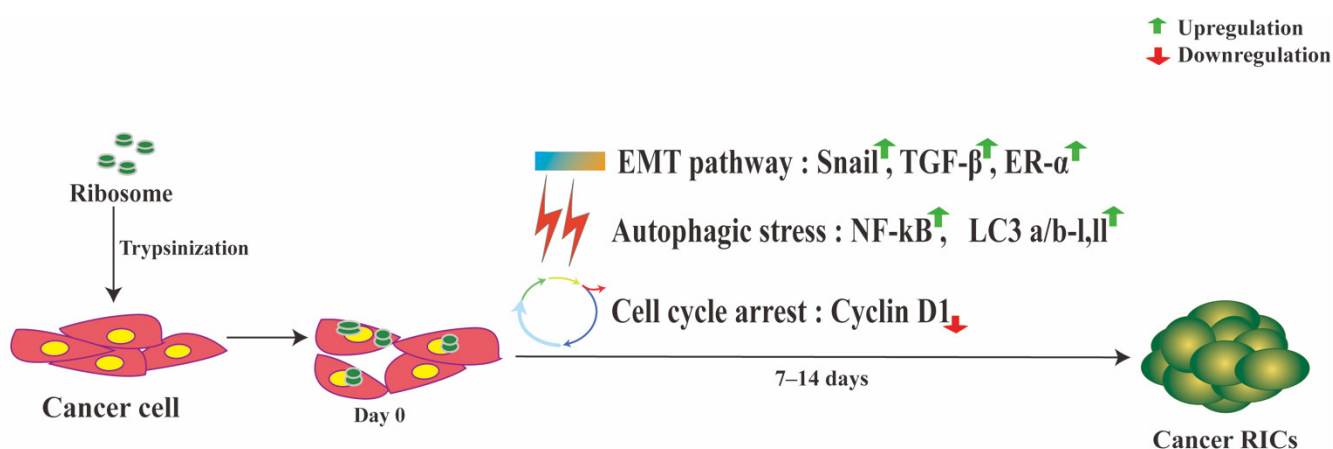 Upregulation
Downregulation
EMT pathway : Snail, TGF-β, ER-α
Ribosome
Autophagic stress : NF-kB, LC3 a/b-l,ll
Trypsinization
Cell cycle arrest : Cyclin D1
7–14 days
Cancer cell
Day 0
Cancer RICs